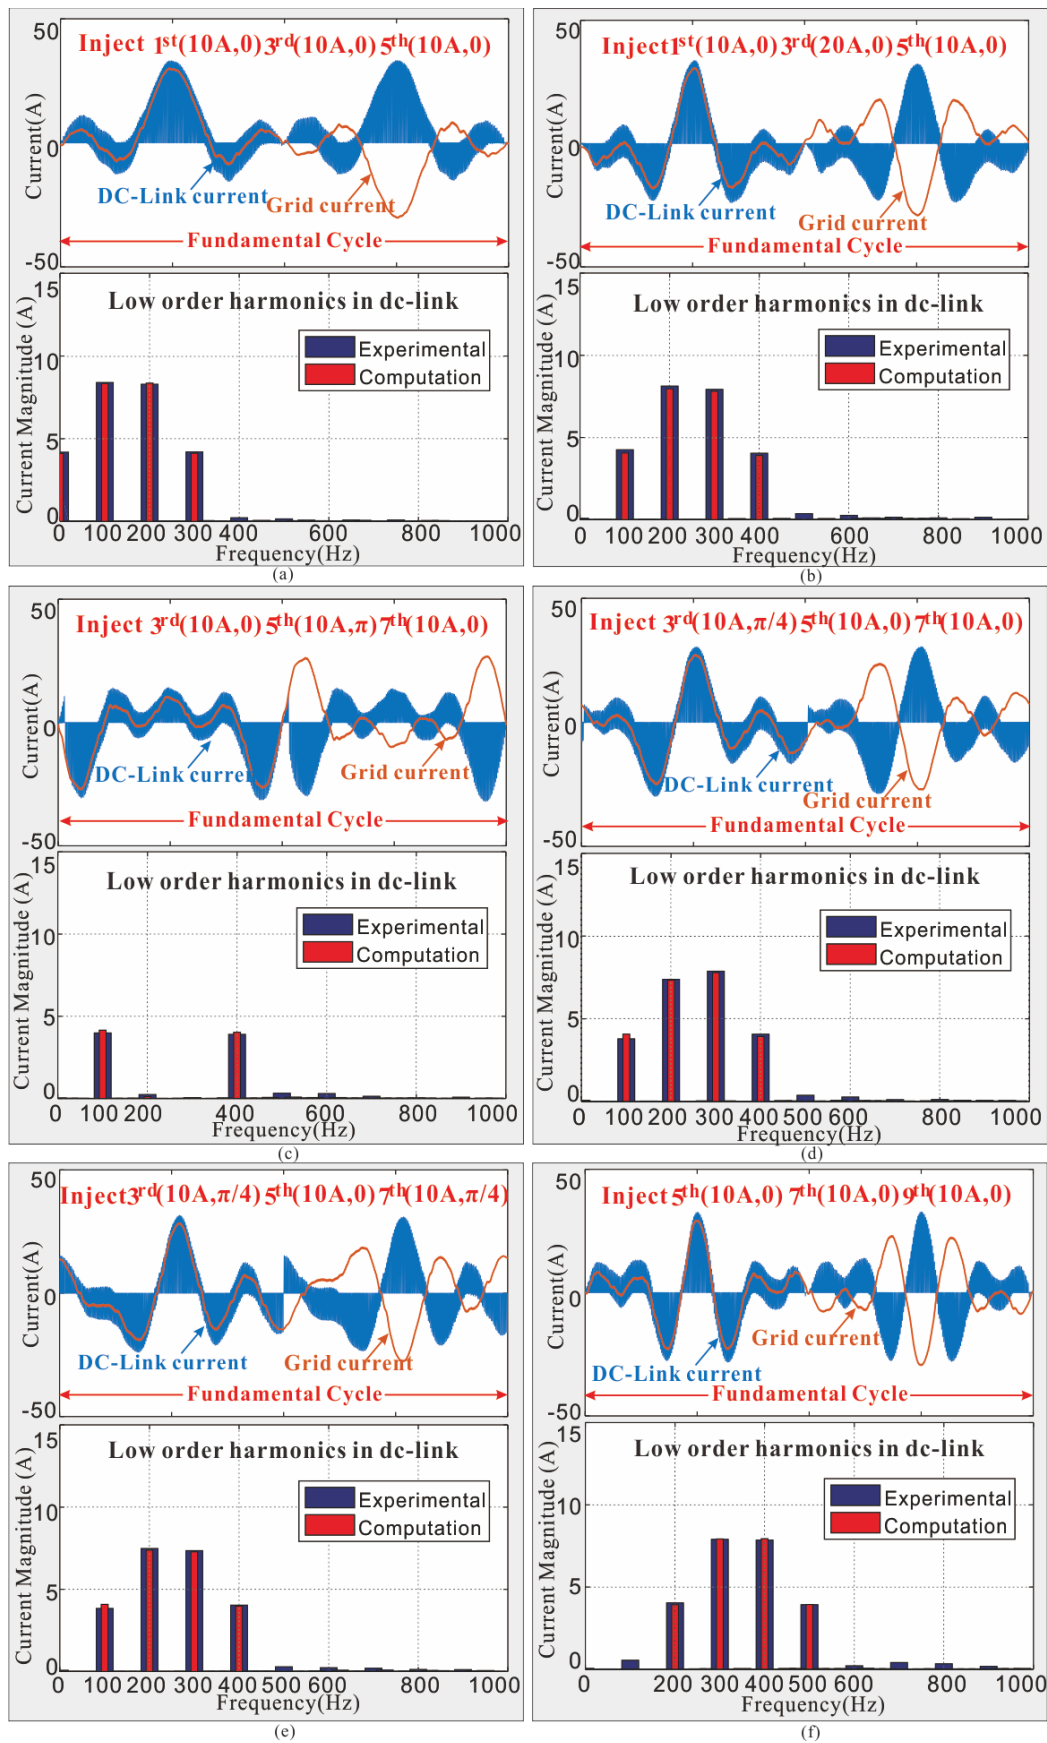 50
Inject 1st(10A,0)3rd(10A,0)5th(10A,0)
Current(A)
0
DC-Link current
Grid current
Fundamental Cycle
-50
15
Low order harmonics in dc-link
Experimental
Computation
10
5
0
Current Magnitude (A)
0 100 200 300 400 600 800 1000
Frequency(Hz)
(a)
50
Inject1st(10A,0)3rd(20A,0)5th(10A,0)
Current(A)
0
DC-Link current
Grid current
Fundamental Cycle
-50
15
Low order harmonics in dc-link
Experimental
Computation
10
5
0
Current Magnitude (A)
0 100 200 300 400 600 800 1000
Frequency(Hz)
(b)
50
Inject 3rd(10A,0)5th(10A,π)7th(10A,0)
Current(A)
0
DC-Link curren
Grid current
Fundamental Cycle
-50
15
Low order harmonics in dc-link
Experimental
Computation
10
5
0
Current Magnitude (A)
0 100 200 400 600 800 1000
Frequency(Hz)
(c)
50
Inject 3rd(10A,π/4)5th(10A,0)7th(10A,0)
Current(A)
0
DC-Link current
Grid current
Fundamental Cycle
-50
15
Low order harmonics in dc-link
Experimental
Computation
10
5
0
Current Magnitude (A)
0 100 200 300 400 600 800 1000
Frequency(Hz)
(d)
50
Inject3rd(10A,π/4)5th(10A,0)7th(10A,π/4)
Current(A)
0
DC-Link current
Grid current
Fundamental Cycle
-50
15
Low order harmonics in dc-link
Experimental
Computation
10
5
0
Current Magnitude (A)
0 100 200 300 400 600 800 1000
Frequency(Hz)
(e)
50
Inject 5th(10A,0)7th(10A,0)9th(10A,0)
Current(A)
0
DC-Link current
Grid current
Fundamental Cycle
-50
15
Low order harmonics in dc-link
Experimental
Computation
10
5
0
Current Magnitude (A)
0 100 200 300 400 500 600 800 1000
Frequency(Hz)
(f)